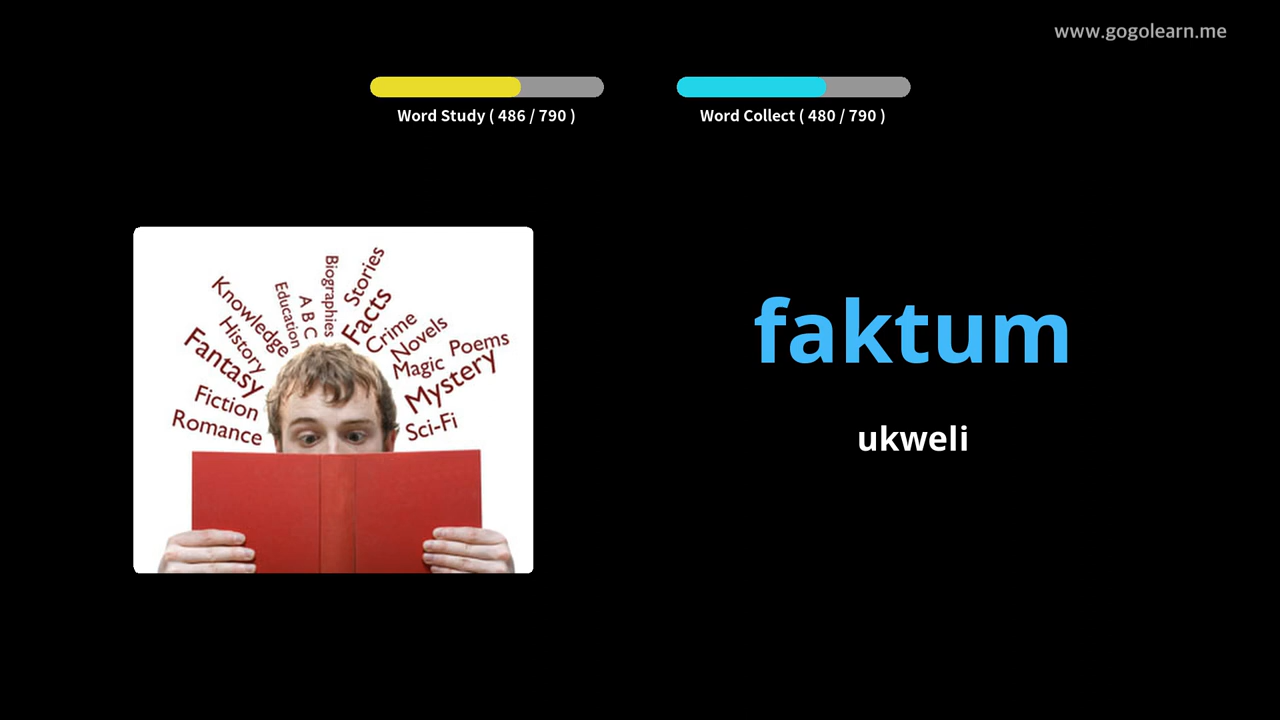 www.gogolearn.me
Word Study ( 486 / 790 )
Word Collect ( 480 / 790 )
Stories
Biographies
Facts
Education
A B C
Knowledge
Crime
Novels
History
Poems
Fantasy
Magic
Mystery
Fiction
Romance
Sci-Fi
faktum
ukweli